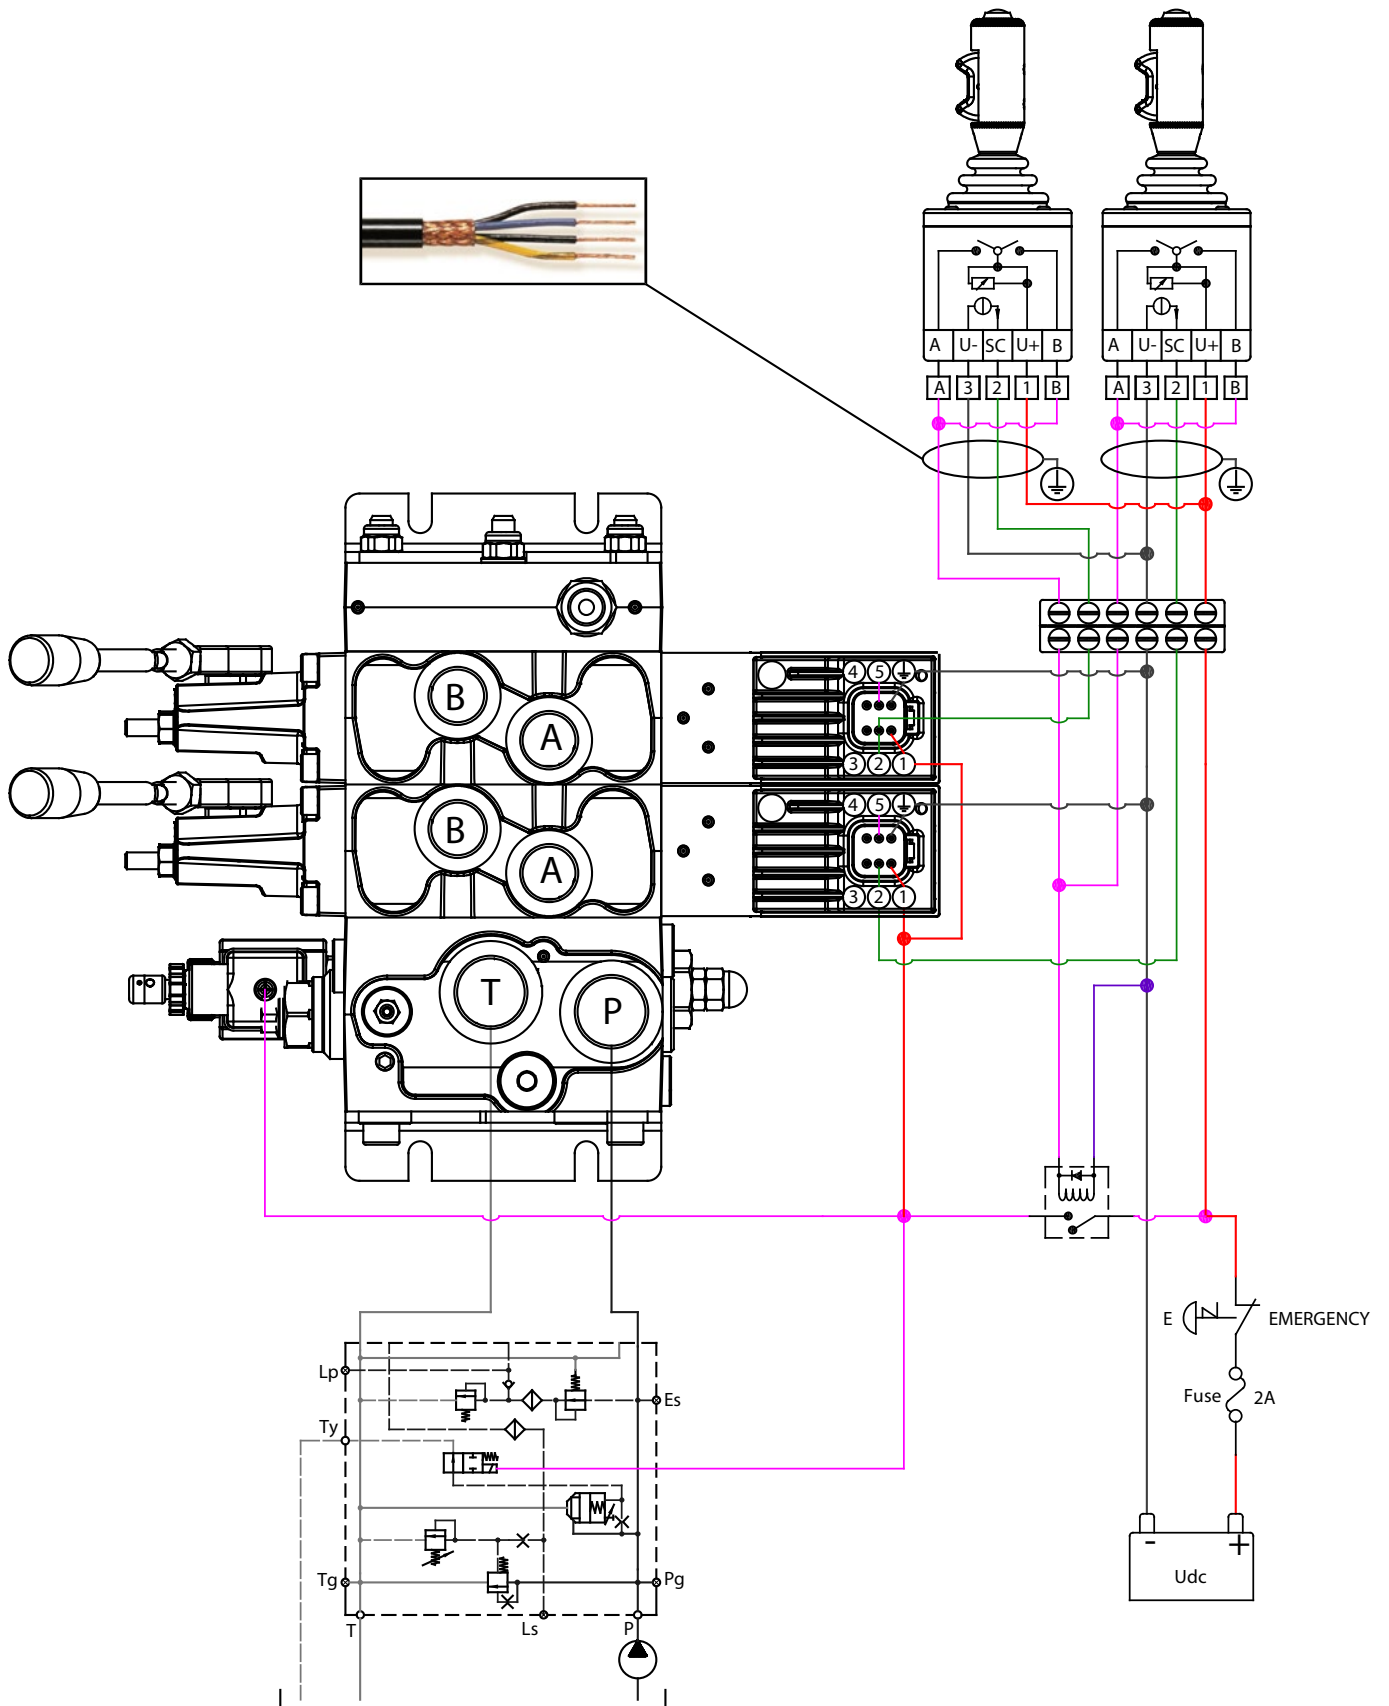 A U- SC U+ B
A U- SC U+ B
A 3 2 1 B
A 3 2 1 B
4 5
B
A
3 2 1
4 5
B
A
3 2 1
T
P
E
EMERGENCY
Lp
Fuse 2A
Es
Ty
- +
Udc
Tg
Pg
T
Ls
P